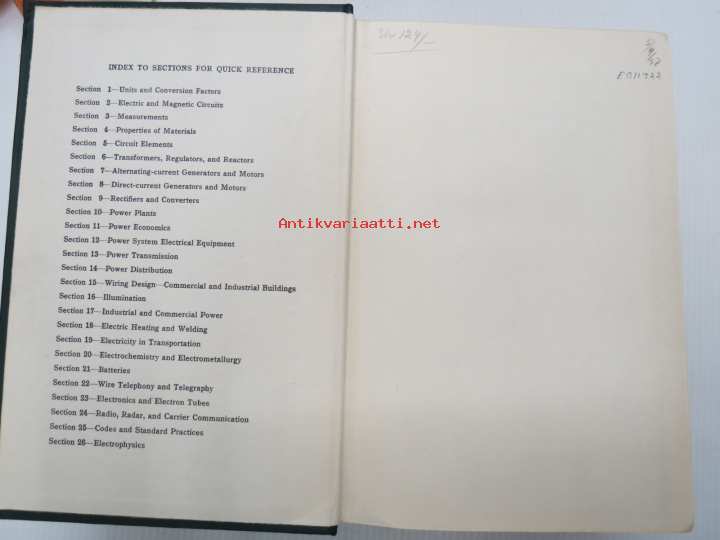 INDEX TO SECTIONS FOR QUICK REFERENCE
Section 1—Units and Conversion Factors
Section 2—Electric and Magnetic Circuits
Section 3—Measurements
Section 4—Properties of Materials
Section 5—Circuit Elements
Section 6—Transformers, Regulators, and Reactors
Section 7—Alternating-current Generators and Motors
Section 8—Direct-current Generators and Motors
Section 9—Rectifiers and Converters
Section 10—Power Plants
Section 11—Power Economics
Section 12—Power System Electrical Equipment
Section 13—Power Transmission
Section 14—Power Distribution
Section 15—Wiring Design—Commercial and Industrial Buildings
Section 16—Illumination
Section 17—Industrial and Commercial Power
Section 18—Electric Heating and Welding
Section 19—Electricity in Transportation
Section 20—Electrochemistry and Electrometallurgy
Section 21—Batteries
Section 22—Wire Telephony and Telegraphy
Section 23—Electronics and Electron Tubes
Section 24—Radio, Radar, and Carrier Communication
Section 25—Codes and Standard Practices
Section 26—Electrophysics
Antikvariaatti.net